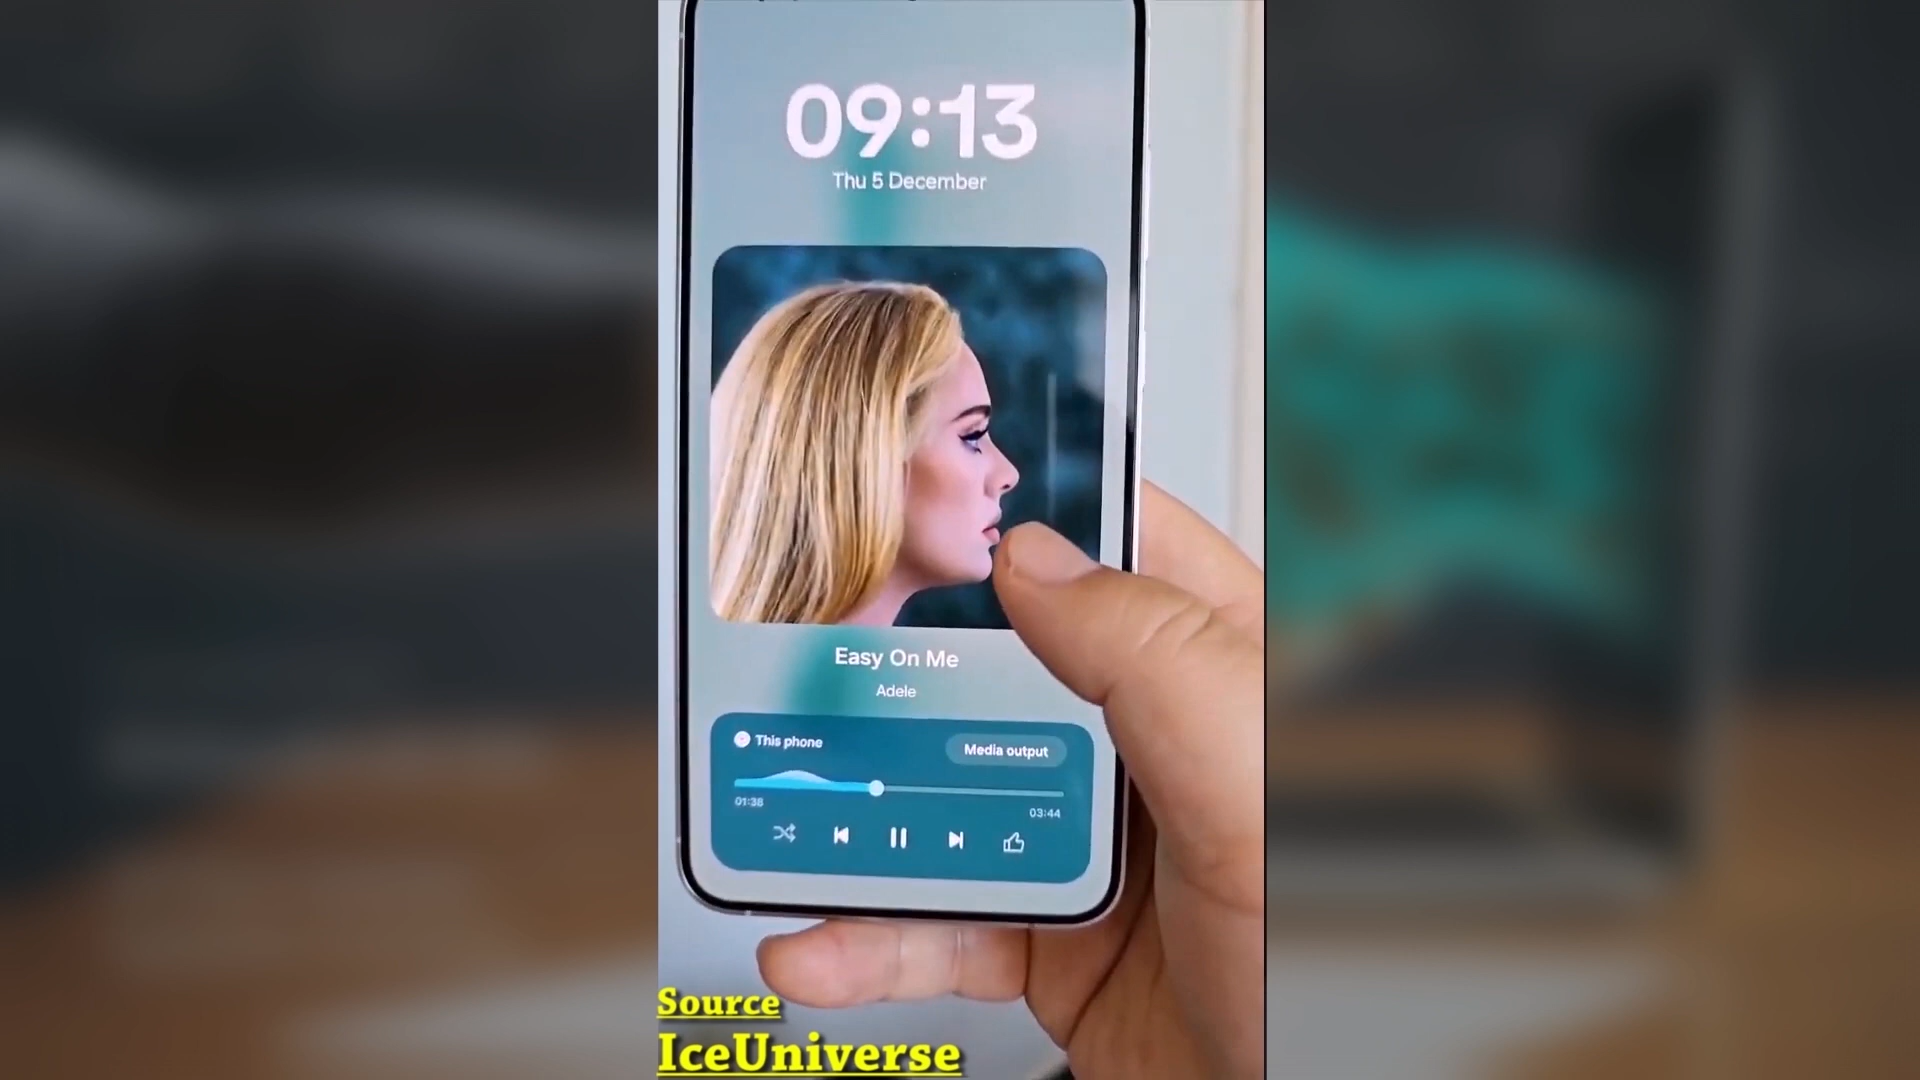 09:13
Thu 5 December
Easy On Me
Adele
This phone
Media output
01:38
03:44
Source
IceUniverse